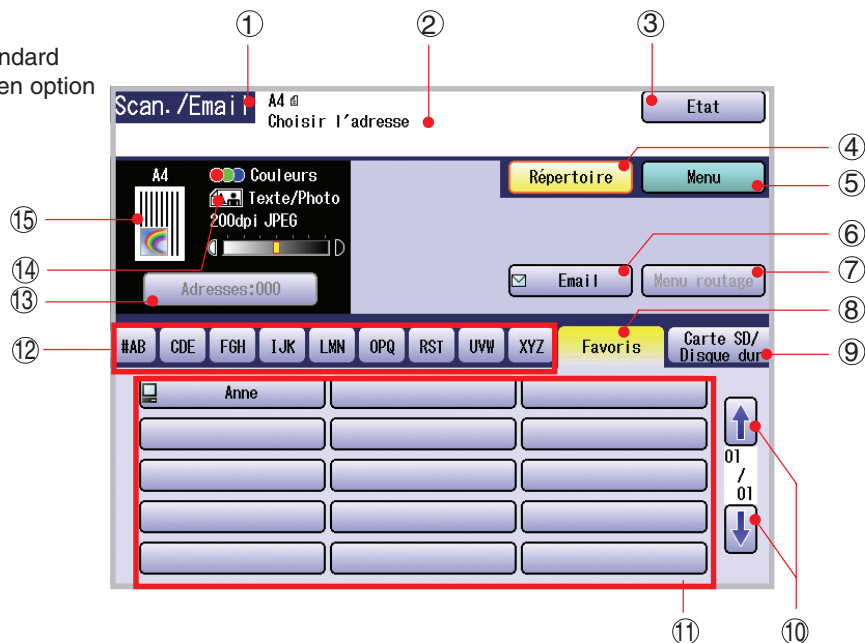 ① ② ③
ndard
en option
Scan./Email A4
Choisir l'adresse
Etat
④
Répertoire Menu
⑤
A4 Couleurs
Texte/Photo
200dpi JPEG
⑮
⑭
⑬
⑥
⑦
Adresses:000
Email Menu routage
⑧
⑫
#AB CDE FGH IJK LMN OPQ RST UVW XYZ Favoris Carte SD/
Disque dur
⑨
Anne
01
/
01
⑪ ⑩